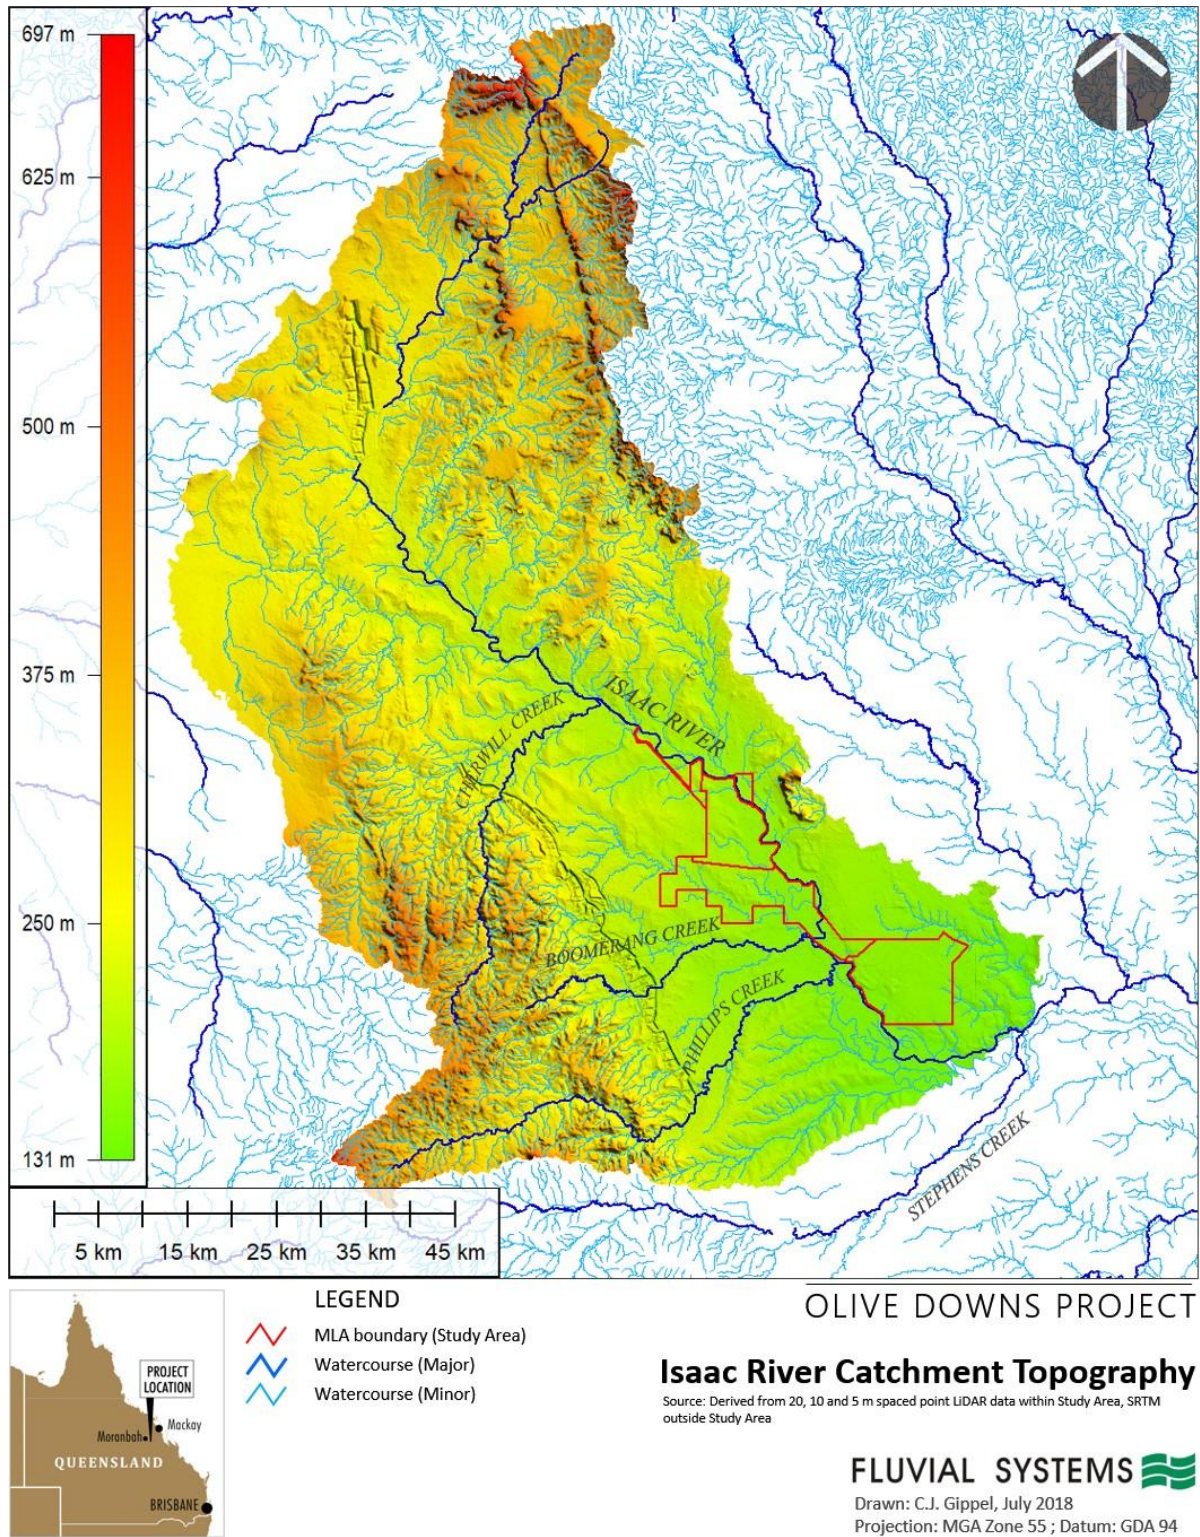 697 m
625 m
500 m
375 m
250 m
131 m
ISAAC RIVER
CHERWILL CREEK
BOOMERANG CREEK
PHILLIPS CREEK
STEPHENS CREEK
5 km 15 km 25 km 35 km 45 km
PROJECT
LOCATION
Mackay
Moranbah
QUEENSLAND
BRISBANE
LEGEND
MLA boundary (Study Area)
Watercourse (Major)
Watercourse (Minor)
OLIVE DOWNS PROJECT
Isaac River Catchment Topography
Source: Derived from 20, 10 and 5 m spaced point LiDAR data within Study Area, SRTM
outside Study Area
FLUVIAL SYSTEMS
Drawn: C.J. Gippel, July 2018
Projection: MGA Zone 55 ; Datum: GDA 94